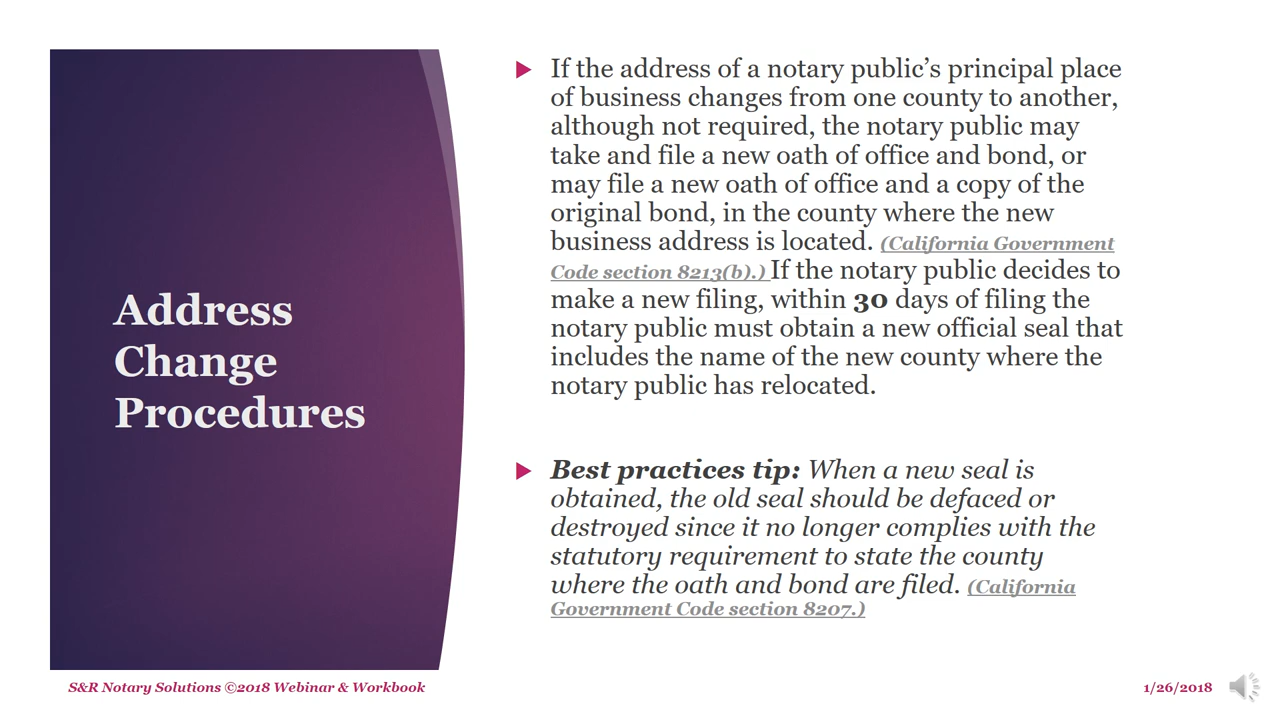 Address
Change
Procedures
If the address of a notary public’s principal place
of business changes from one county to another,
although not required, the notary public may
take and file a new oath of office and bond, or
may file a new oath of office and a copy of the
original bond, in the county where the new
business address is located. (California Government
Code section 8213(b).) If the notary public decides to
make a new filing, within 30 days of filing the
notary public must obtain a new official seal that
includes the name of the new county where the
notary public has relocated.
Best practices tip: When a new seal is
obtained, the old seal should be defaced or
destroyed since it no longer complies with the
statutory requirement to state the county
where the oath and bond are filed. (California
Government Code section 8207.)
S&R Notary Solutions ©2018 Webinar & Workbook
1/26/2018